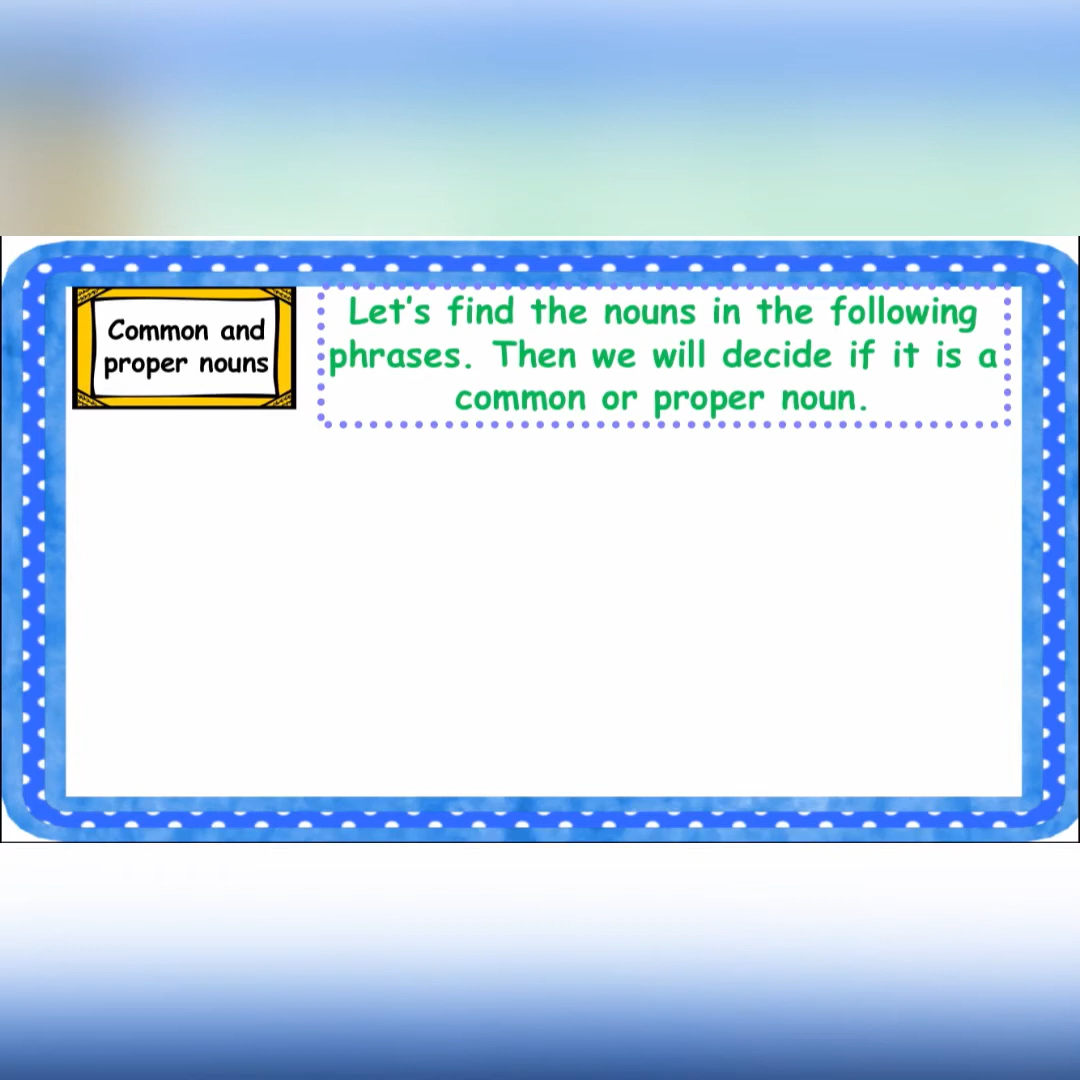 Common and
proper nouns
Let's find the nouns in the following
phrases. Then we will decide if it is a
common or proper noun.